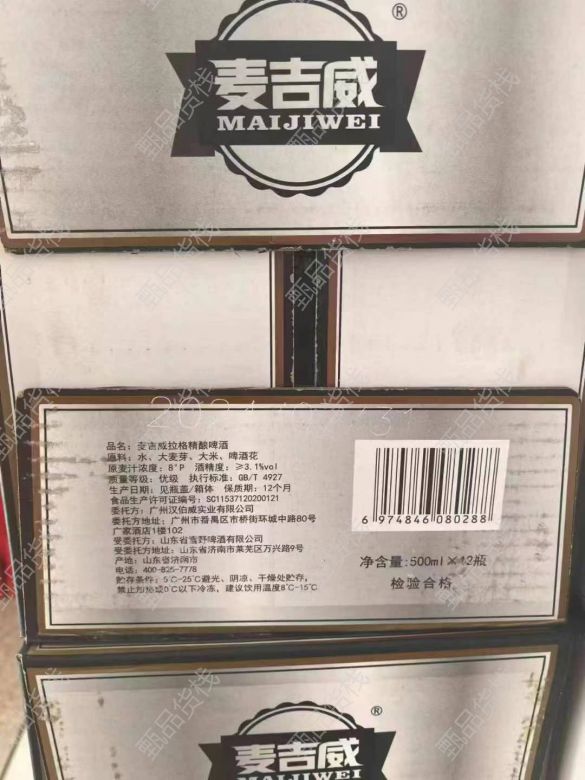 ®
麦吉威
MAIJIWEI
品名：麦吉威拉格精酿啤酒
原料：水、大麦芽、大米、啤酒花
原麦汁浓度：8°P 酒精度：≥3.1%vol
质量等级：优级 执行标准：GB/T 4927
生产日期：见瓶盖/箱体 保质期：12个月
食品生产许可证编号：SC11537120200121
委托方：广州汉伯威实业有限公司
委托方地址：广州市番禺区市桥街环城中路80号
广家酒店1楼102
受委托方：山东省雪野啤酒有限公司
受委托方地址：山东省济南市莱芜区万兴路9号
产地：山东省济南市
电话：400-825-7778
贮存条件：5℃-25℃避光、阴凉、干燥处贮存，
禁止加热或0℃以下冷冻，建议饮用温度8℃-15℃
6 974846 080288
净含量：500ml×12瓶
检验合格
®
麦吉威
MAIJIWEI
甄品货栈